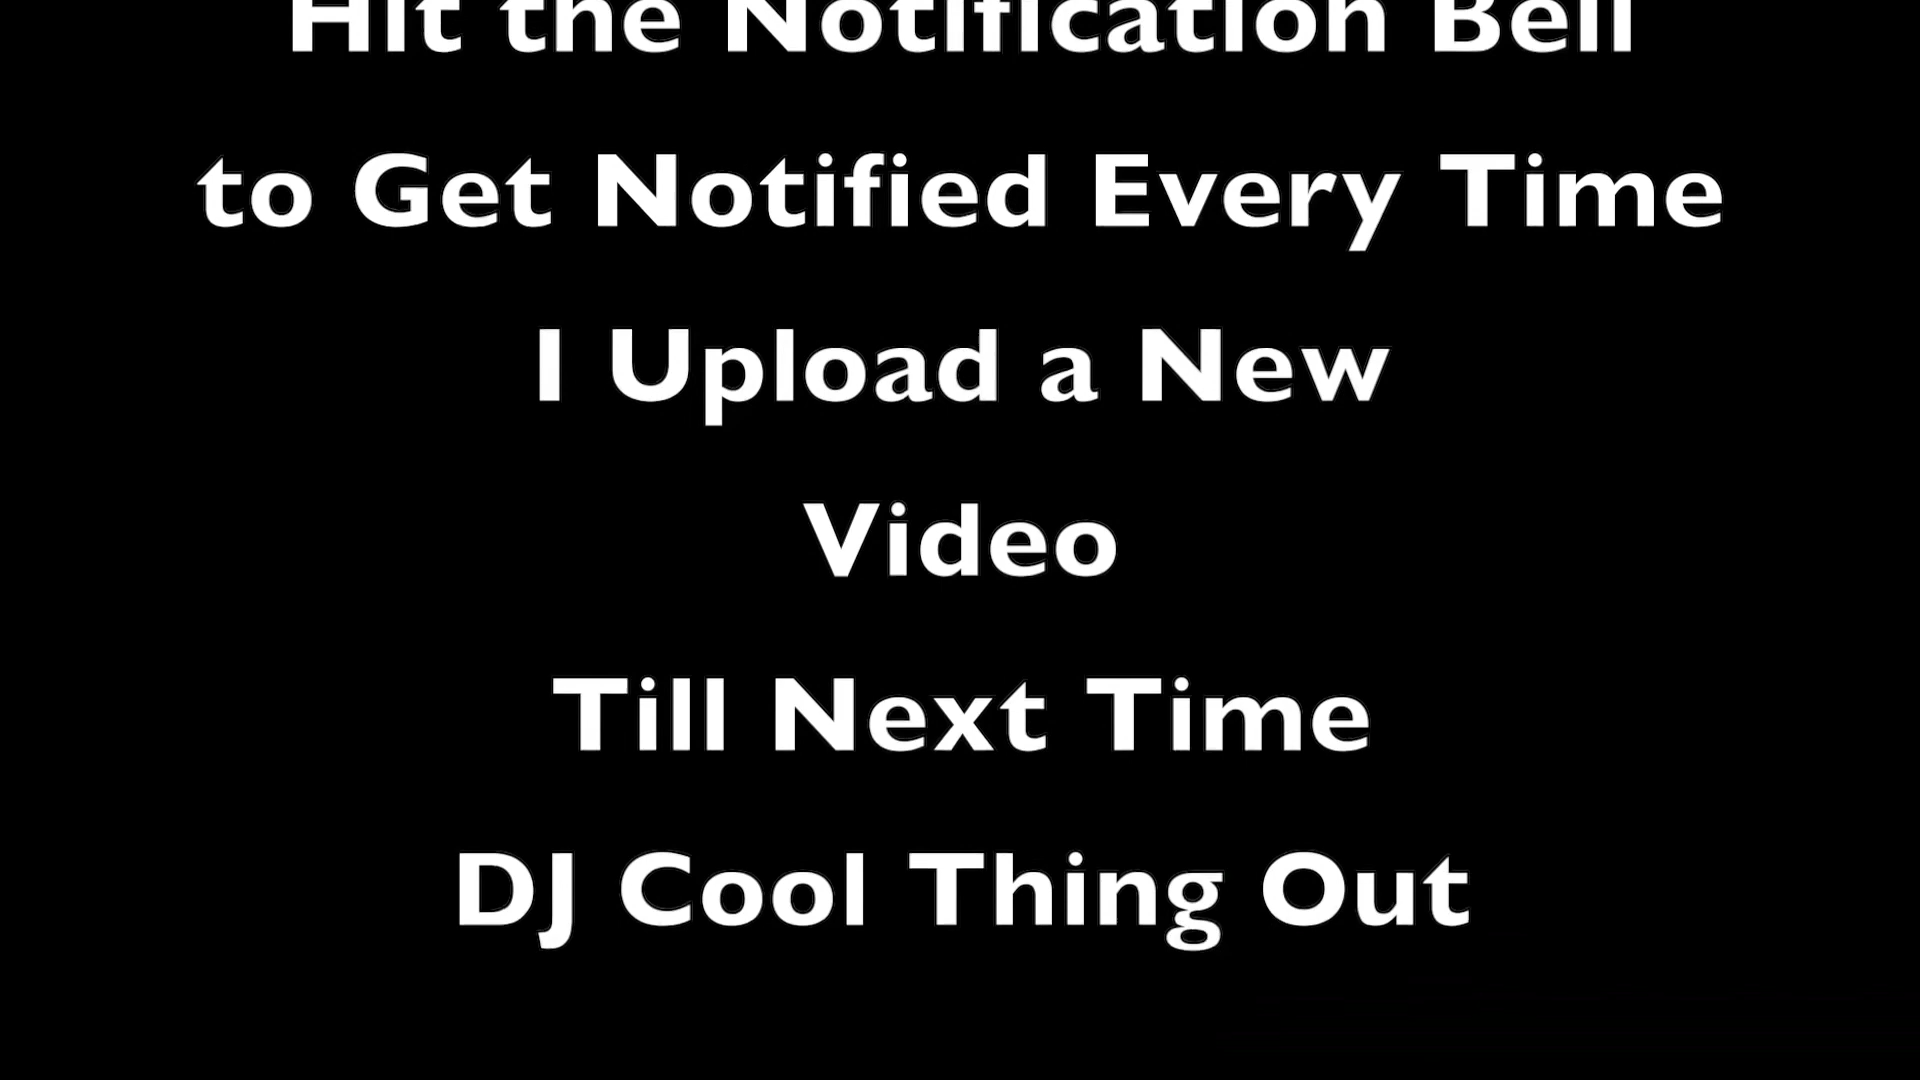 Hit the Notification Bell
to Get Notified Every Time
I Upload a New
Video
Till Next Time
DJ Cool Thing Out